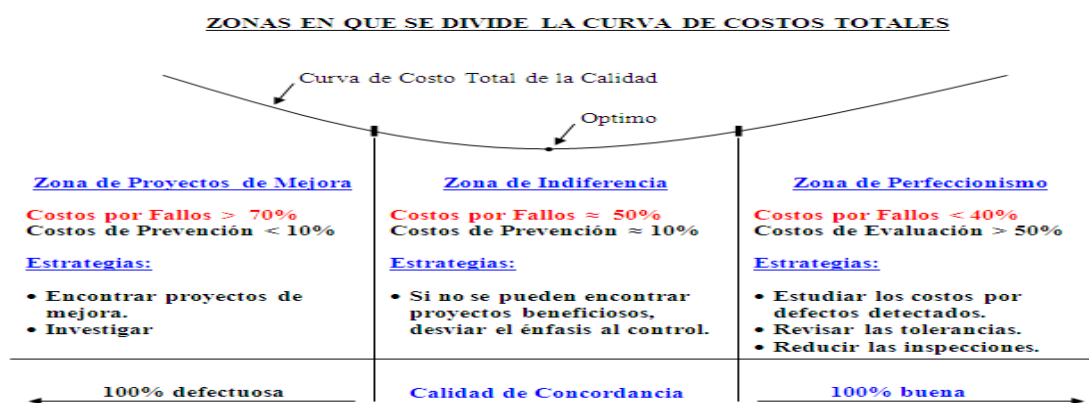 ZONAS EN QUE SE DIVIDE LA CURVA DE COSTOS TOTALES
Curva de Costo Total de la Calidad
Optimo
Zona de Proyectos de Mejora
Costos por Fallos > 70%
Costos de Prevención < 10%
Estrategias:
• Encontrar proyectos de
mejora.
• Investigar
Zona de Indiferencia
Costos por Fallos ≈ 50%
Costos de Prevención ≈ 10%
Estrategias:
• Si no se pueden encontrar
proyectos beneficiosos,
desviar el énfasis al control.
Zona de Perfeccionismo
Costos por Fallos < 40%
Costos de Evaluación > 50%
Estrategias:
• Estudiar los costos por
defectos detectados.
• Revisar las tolerancias.
• Reducir las inspecciones.
100% defectuosa
Calidad de Concordancia
100% buena